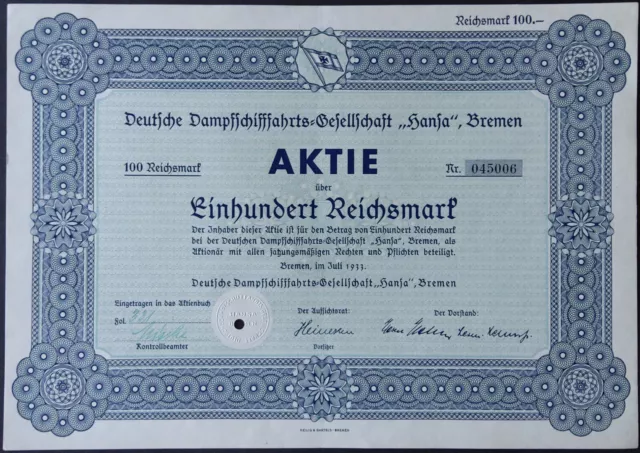 Reichsmark 100.—
Deutsche Dampfschifffahrts-Gesellschaft „Hansa“, Bremen
100 Reichsmark AKTIE Nr. 045006
über
Einhundert Reichsmark
Der Inhaber dieser Aktie ist für den Betrag von Einhundert Reichsmark
bei der Deutschen Dampfschifffahrts-Gesellschaft „Hansa“, Bremen, als
Aktionär mit allen satzungsmäßigen Rechten und Pflichten beteiligt.
Bremen, im Juli 1933.
Deutsche Dampfschifffahrts-Gesellschaft „Hansa“, Bremen
Eingetragen in das Aktienbuch
Fol.
Kontrollbeamter
Der Aufsichtsrat:
Vorsitzer
Der Vorstand: